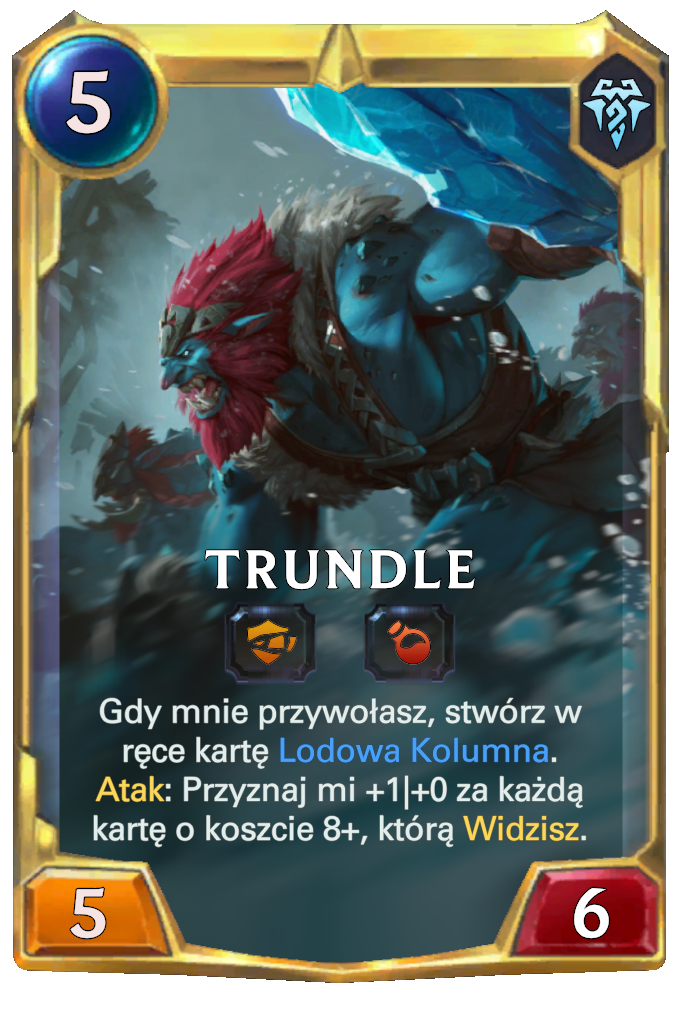 5
TRUNDLE
Gdy mnie przywołasz, stwórz w
ręce kartę Lodowa Kolumna.
Atak: Przyznaj mi +1|+0 za każdą
kartę o koszcie 8+, którą Widzisz.
5
6